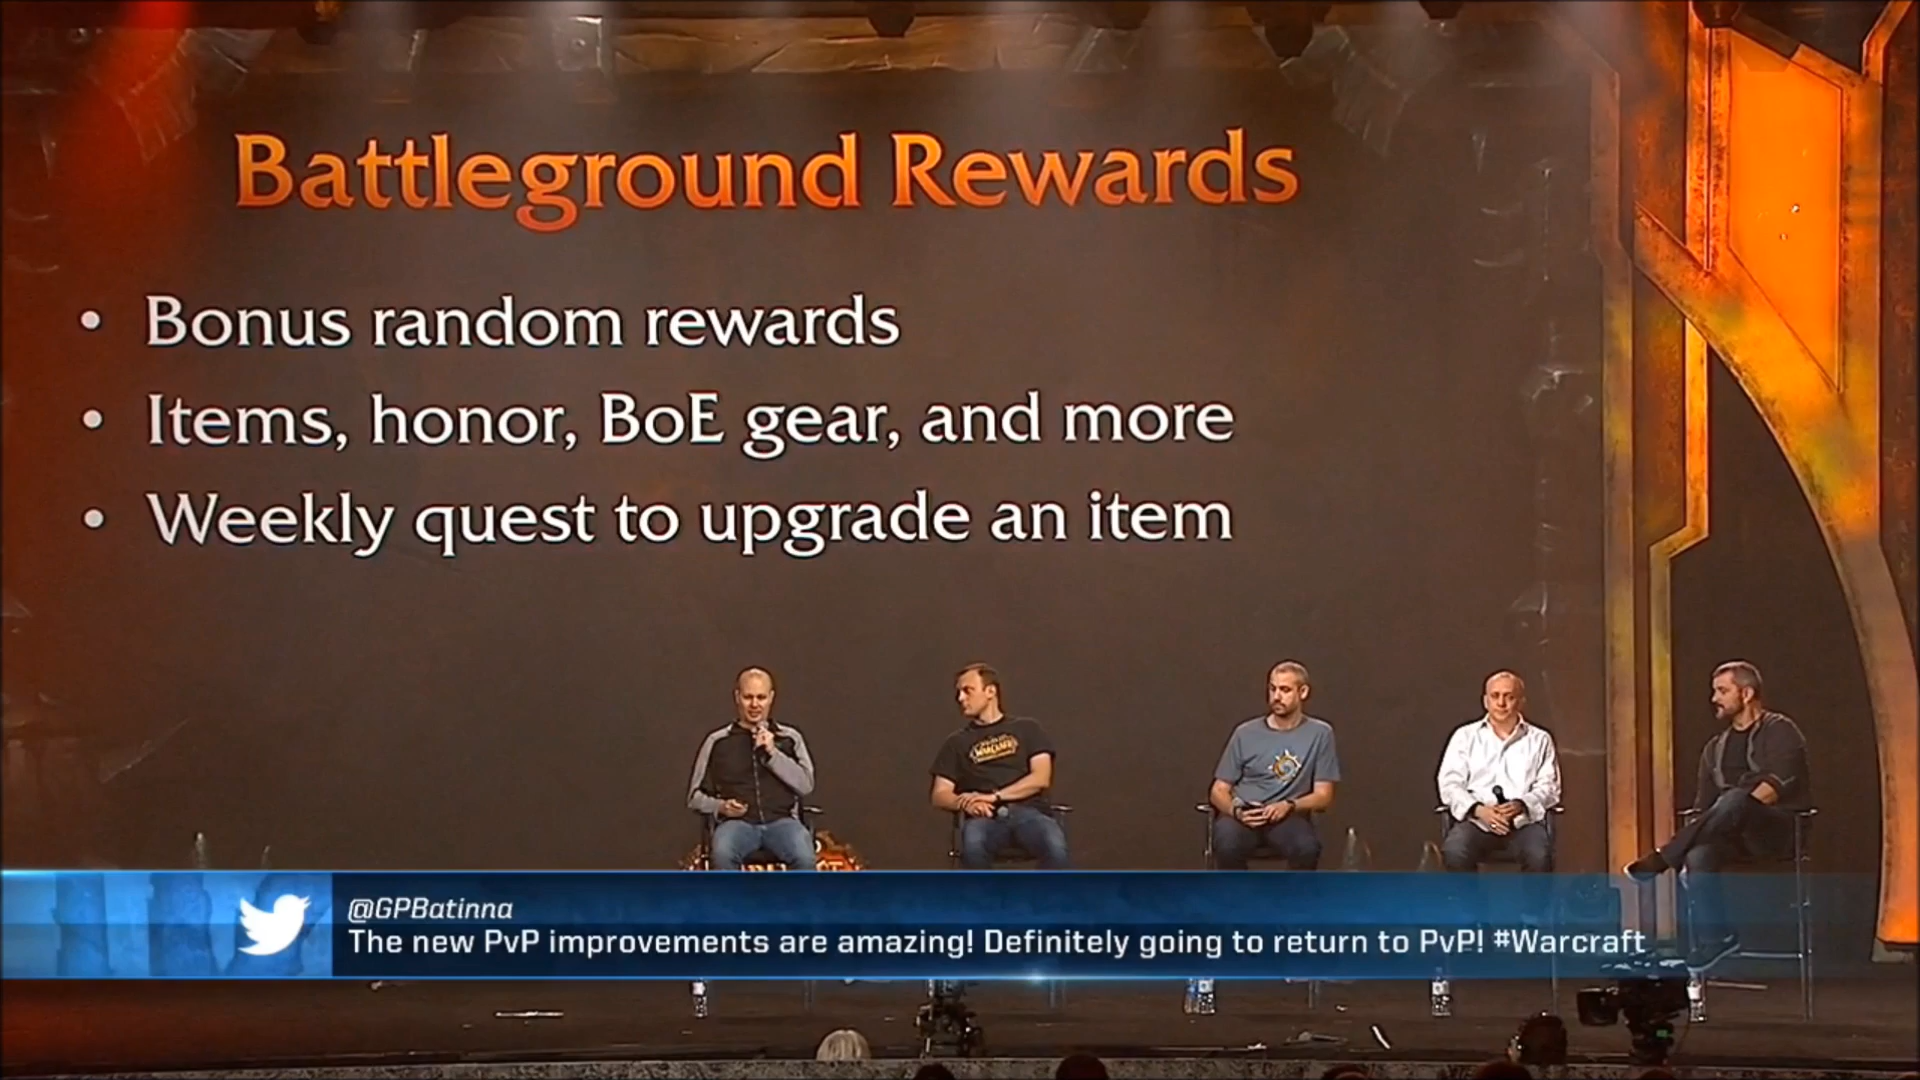 Battleground Rewards
• Bonus random rewards
• Items, honor, BoE gear, and more
• Weekly quest to upgrade an item
WARCRAFT
@GPBatinna
The new PvP improvements are amazing! Definitely going to return to PvP! #Warcraft